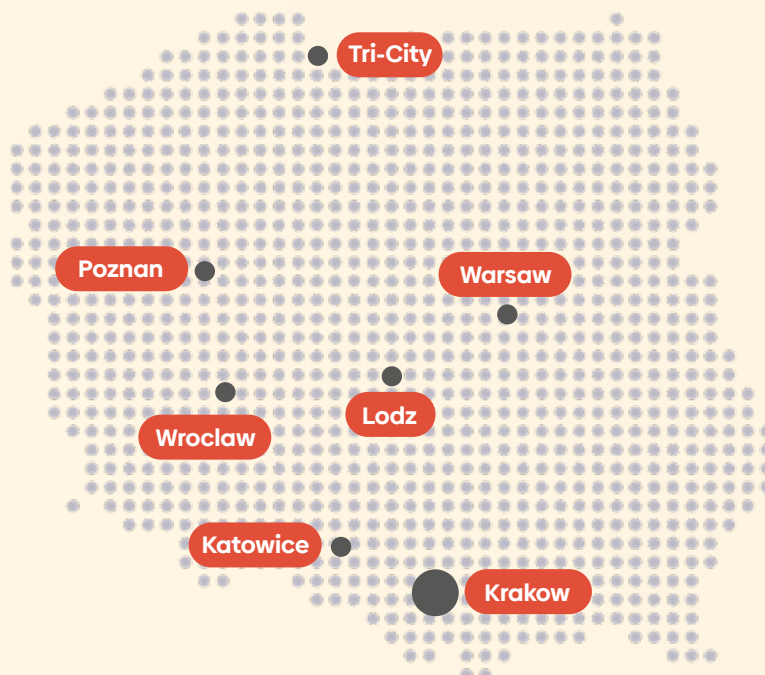 Tri-City
Poznan
Warsaw
Lodz
Wroclaw
Katowice
Krakow